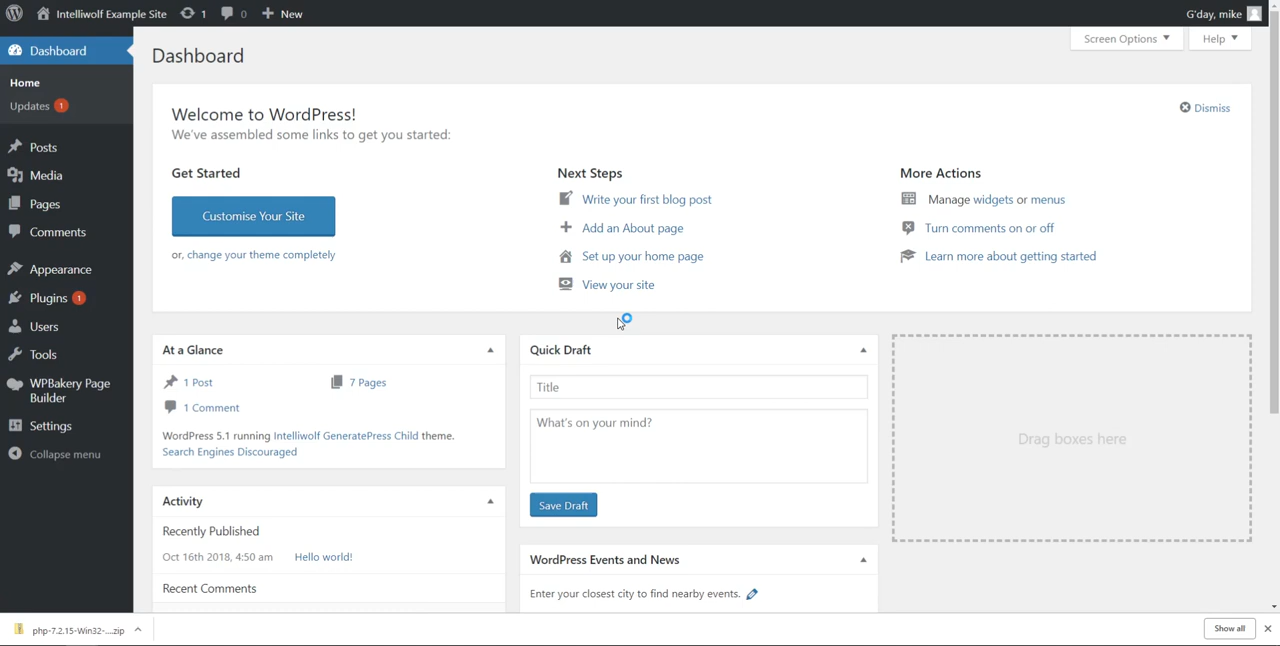 Intelliwolf Example Site 1 0 New G'day, mike
Dashboard
Home
Updates 1
Posts
Media
Pages
Comments
Appearance
Plugins 1
Users
Tools
WPBakery Page
Builder
Settings
Collapse menu
Screen Options Help
Dashboard
Welcome to WordPress!
Dismiss
We've assembled some links to get you started:
Get Started
Customise Your Site
or, change your theme completely
Next Steps
Write your first blog post
Add an About page
Set up your home page
View your site
More Actions
Manage widgets or menus
Turn comments on or off
Learn more about getting started
At a Glance
1 Post 7 Pages
1 Comment
WordPress 5.1 running Intelliwolf GeneratePress Child theme.
Search Engines Discouraged
Activity
Recently Published
Oct 16th 2018, 4:50 am Hello world!
Recent Comments
Quick Draft
Title
What's on your mind?
Save Draft
WordPress Events and News
Enter your closest city to find nearby events.
Drag boxes here
php-7.2.15-Win32-....zip
Show all